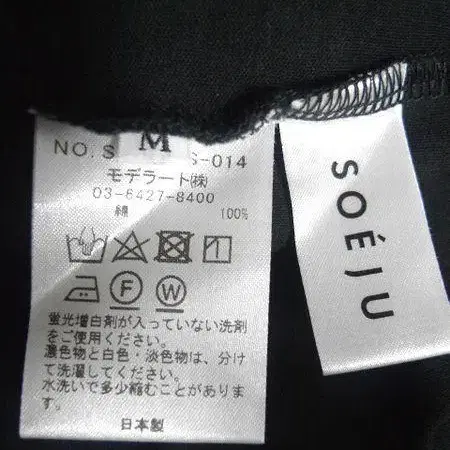 M
NO.S S-014
モデラート㈱
03-6427-8400
綿 100%
F
W
蛍光増白剤が入っていない洗剤
をご使用ください。
濃色物と白色・淡色物は、分け
て洗濯してください。
水洗いで多少縮むことがありま
す。
日本製
SOÉJU